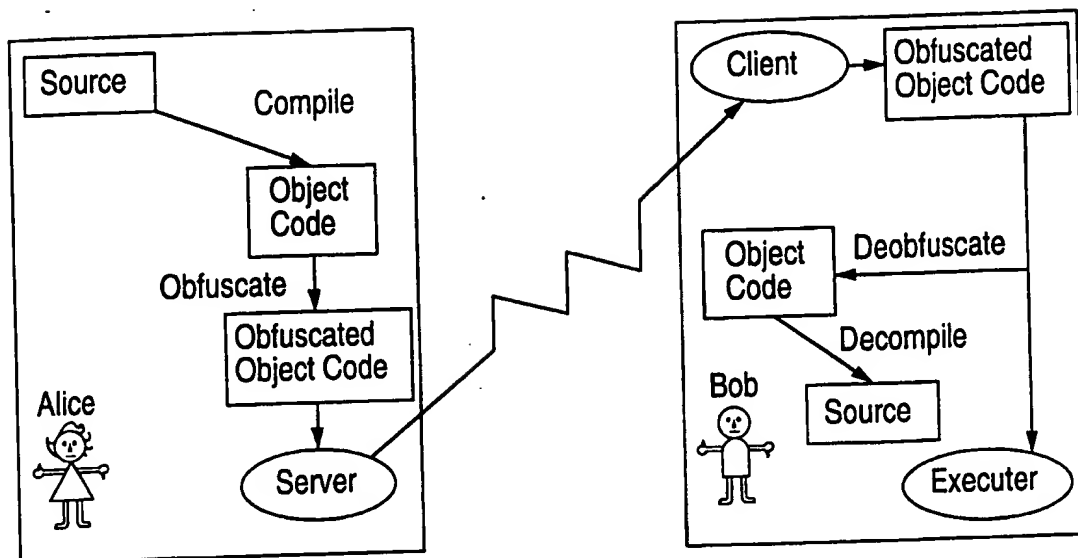 Source
Compile
Object
Code
Obfuscate
Obfuscated
Object Code
Alice
Server
Client
Obfuscated
Object Code
Object
Code
Deobfuscate
Decompile
Bob
Source
Executer